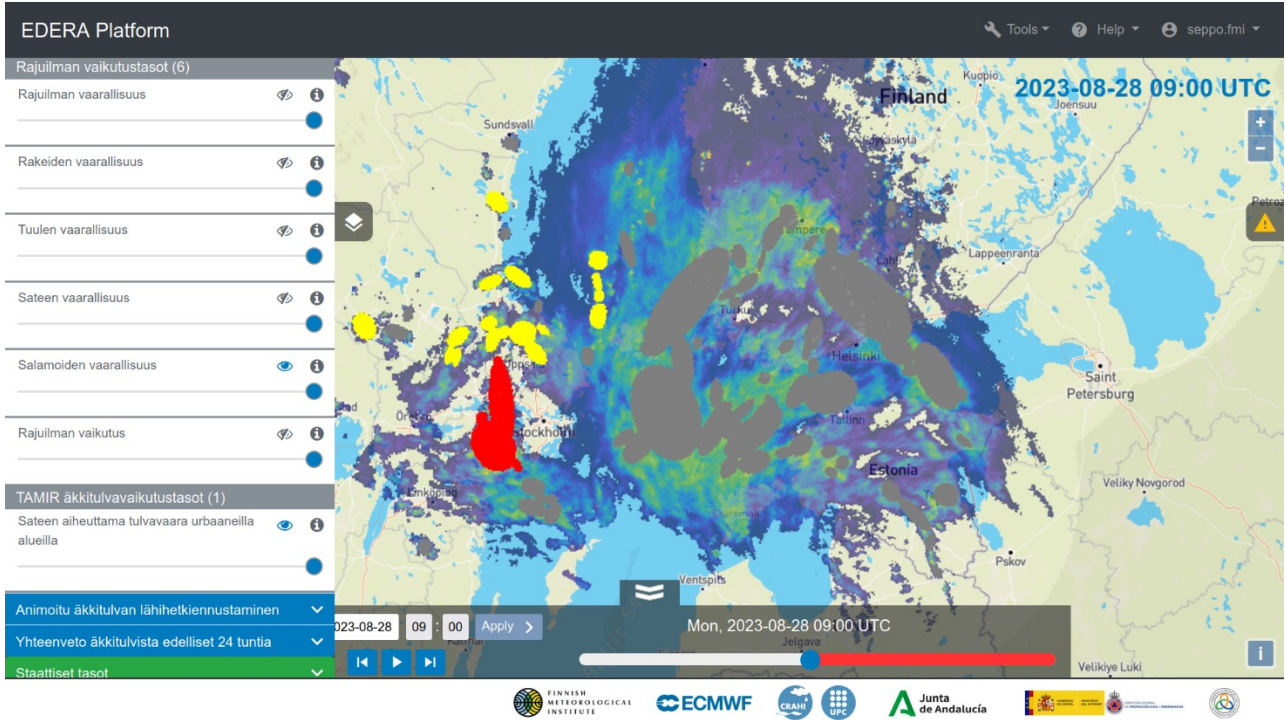 EDERA Platform
Tools
Help
seppo.fmi
Rajuilman vaikutustasot (6)
Rajuilman vaarallisuus
Rakeiden vaarallisuus
Tuulen vaarallisuus
Sateen vaarallisuus
Salamoiden vaarallisuus
Rajuilman vaikutus
TAMIR äkkitulvavaikutustasot (1)
Sateen aiheuttama tulvavaara urbaaneilla
alueilla
Animoitu äkkitulvan lähihetkiennustaminen
Yhteenveto äkkitulvista edelliset 24 tuntia
Staattiset tasot
2023-08-28 09:00 UTC
+
−
Kuopio
Finland
Joensuu
Sundsvall
Jyväskylä
Petroz
Tampere
Lahti
Lappeenranta
Turku
Helsinki
Uppsala
Saint
Petersburg
Örebro
Stockholm
Tallinn
Estonia
Linköping
Veliky Novgorod
Saaremaa
Pskov
Ventspils
023-08-28 09 : 00 Apply
Mon, 2023-08-28 09:00 UTC
Kalmar
Jelgava
Velikiye Luki
FINNISH
METEOROLOGICAL
INSTITUTE
ECMWF
CRAHI
UPC
Junta
de Andalucía